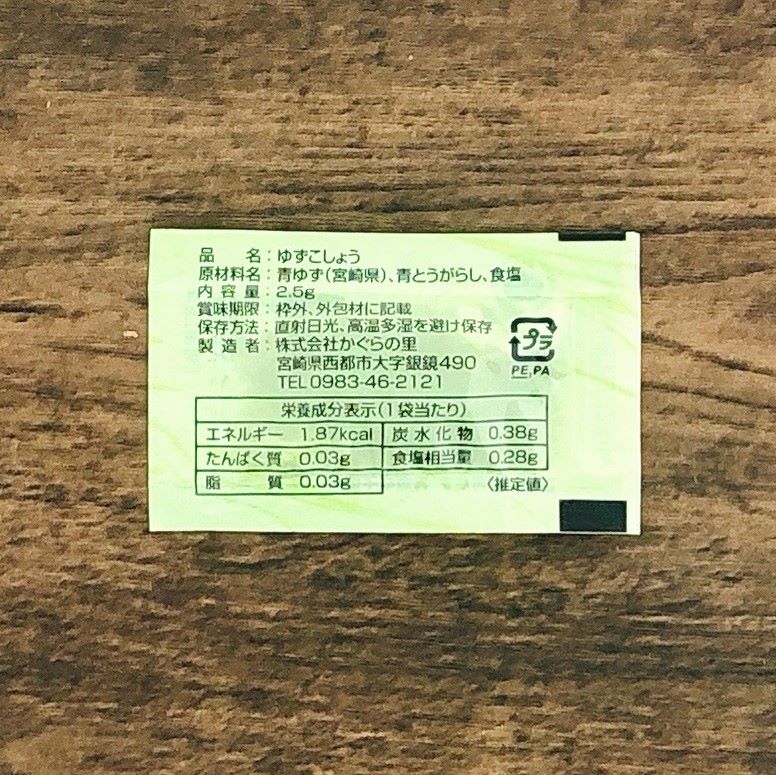 品　　名：ゆずこしょう
原材料名：青ゆず(宮崎県)、青とうがらし、食塩
内 容 量：2.5g
賞味期限：枠外、外包材に記載
保存方法：直射日光、高温多湿を避け保存
製 造 者：株式会社かぐらの里
宮崎県西都市大字銀鏡490
TEL 0983-46-2121
プラ
PE,PA
栄養成分表示(1袋当たり)
エネルギー 1.87kcal 炭水化物 0.38g
たんぱく質 0.03g 食塩相当量 0.28g
脂　　質 0.03g 〈推定値〉